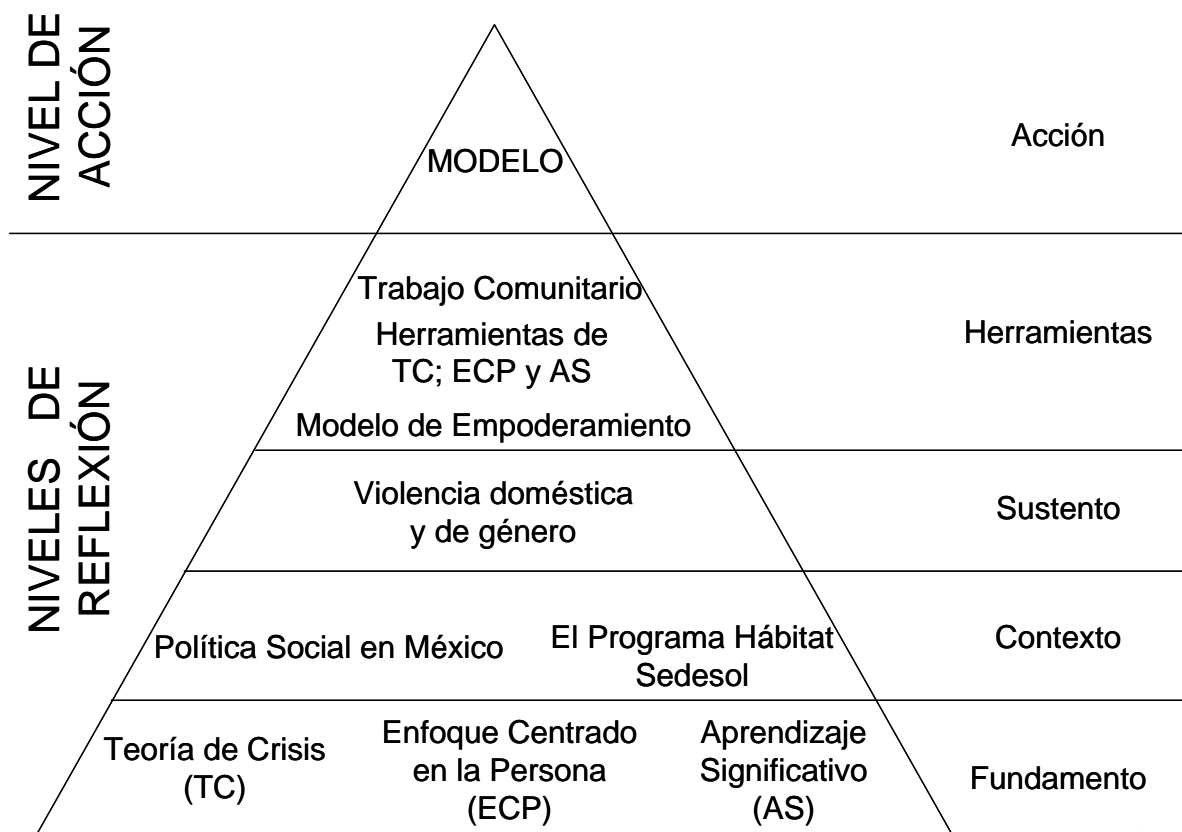 NIVEL DE
ACCIÓN
MODELO
Acción
NIVELES DE
REFLEXIÓN
Trabajo Comunitario
Herramientas de
TC; ECP y AS
Modelo de Empoderamiento
Herramientas
Violencia doméstica
y de género
Sustento
Política Social en México
El Programa Hábitat
Sedesol
Contexto
Teoría de Crisis
(TC)
Enfoque Centrado
en la Persona
(ECP)
Aprendizaje
Significativo
(AS)
Fundamento